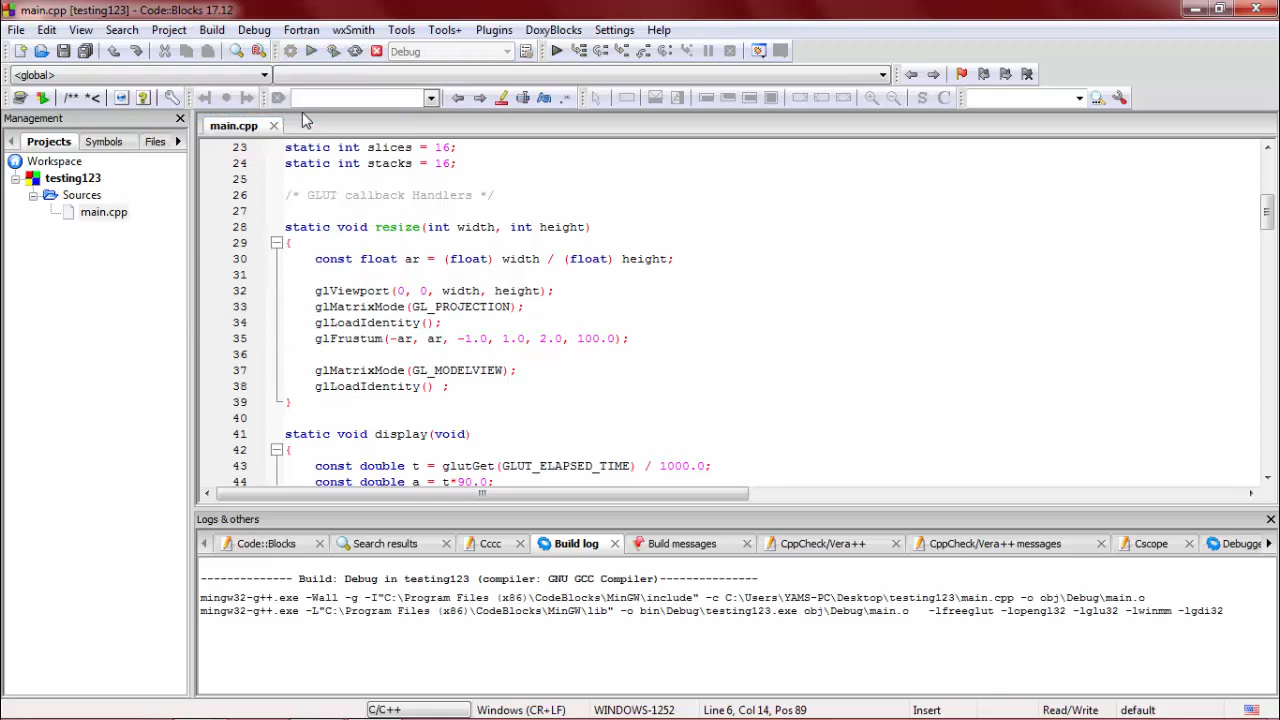 main.cpp [testing123] - Code::Blocks 17.12
File Edit View Search Project Build Debug Fortran wxSmith Tools Tools+ Plugins DoxyBlocks Settings Help
Debug
<global>
/** *<
S C
Management
main.cpp
Projects Symbols Files
Workspace
testing123
Sources
main.cpp
23 static int slices = 16;
24 static int stacks = 16;
25
26 /* GLUT callback Handlers */
27
28 static void resize(int width, int height)
29 {
30 const float ar = (float) width / (float) height;
31
32 glViewport(0, 0, width, height);
33 glMatrixMode(GL_PROJECTION);
34 glLoadIdentity();
35 glFrustum(-ar, ar, -1.0, 1.0, 2.0, 100.0);
36
37 glMatrixMode(GL_MODELVIEW);
38 glLoadIdentity() ;
39 }
40
41 static void display(void)
42 {
43 const double t = glutGet(GLUT_ELAPSED_TIME) / 1000.0;
44 const double a = t*90.0;
Logs & others
Code::Blocks Search results Cccc Build log Build messages CppCheck/Vera++ CppCheck/Vera++ messages Cscope Debugge
-------------- Build: Debug in testing123 (compiler: GNU GCC Compiler)---------------
mingw32-g++.exe -Wall -g -I"C:\Program Files (x86)\CodeBlocks\MinGW\include" -c C:\Users\YAMS-PC\Desktop\testing123\main.cpp -o obj\Debug\main.o
mingw32-g++.exe -L"C:\Program Files (x86)\CodeBlocks\MinGW\lib" -o bin\Debug\testing123.exe obj\Debug\main.o -lfreeglut -lopengl32 -lglu32 -lwinmm -lgdi32
C/C++ Windows (CR+LF) WINDOWS-1252 Line 6, Col 14, Pos 89 Insert Read/Write default